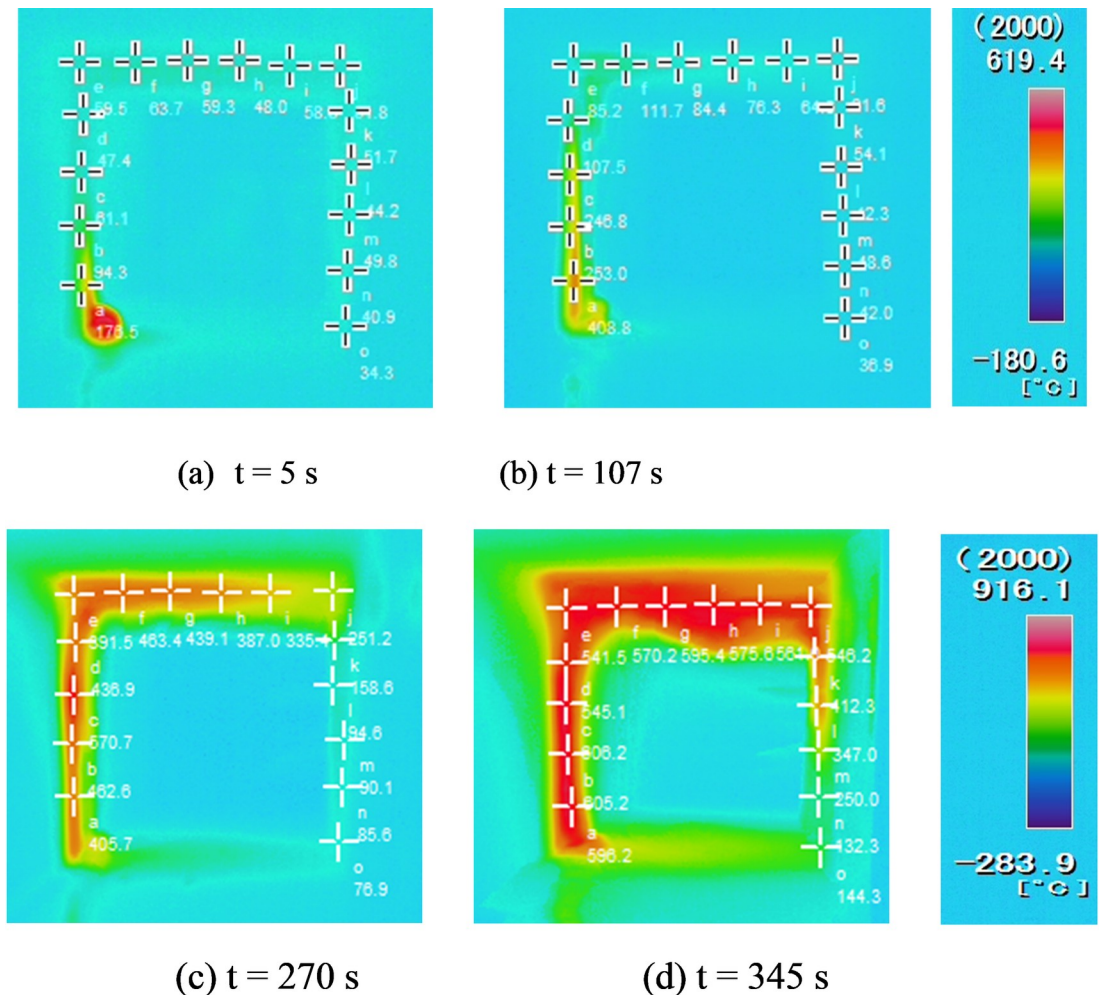 e f g h i j
59.5 63.7 59.3 48.0
k
d 51.7
47.4
l
c 44.2
61.1
m
b 49.8
94.3
n
a 40.9
176.5
o
34.3
e f g h i j
85.2 111.7 84.4 76.3
k
d 54.1
107.5
l
c 42.3
246.8
m
b 43.6
253.0
n
a 42.0
408.8
o
36.9
(2000)
619.4
-180.6
[°C]
(a) t = 5 s
(b) t = 107 s
e f g h i j
391.5 463.4 439.1 387.0 335.4 251.2
k
d 158.6
436.9
l
c 94.6
570.7
m
b 90.1
462.6
n
a 85.6
405.7
o
76.9
e f g h i j
541.5 570.2 595.4 575.6 546.2
k
d 412.3
545.1
l
c 347.0
606.2
m
b 250.0
605.2
n
a 132.3
596.2
o
144.3
(2000)
916.1
-283.9
[°C]
(c) t = 270 s
(d) t = 345 s